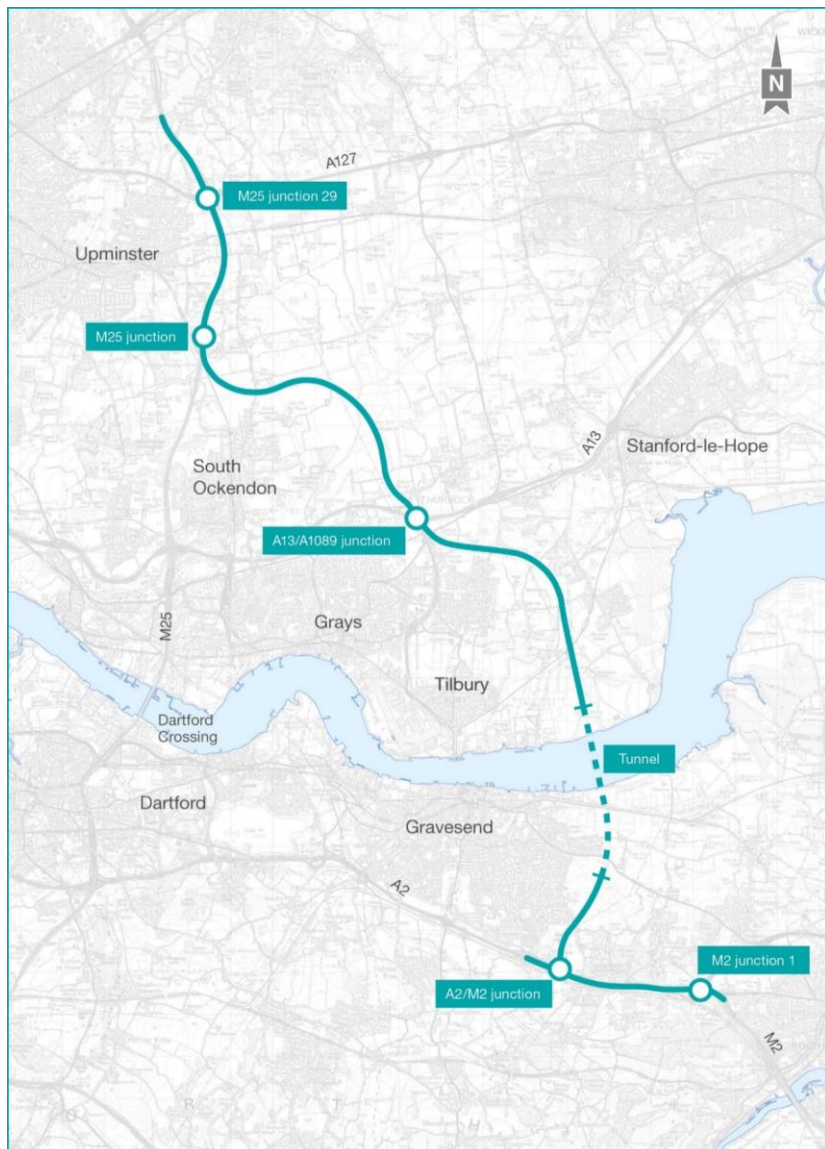 N
A127
M25 junction 29
Upminster
M25 junction
A13
Stanford-le-Hope
South
Ockendon
A13/A1089 junction
M25
Grays
Tilbury
Dartford
Crossing
Tunnel
Dartford
Gravesend
A2
M2 junction 1
A2/M2 junction
M2